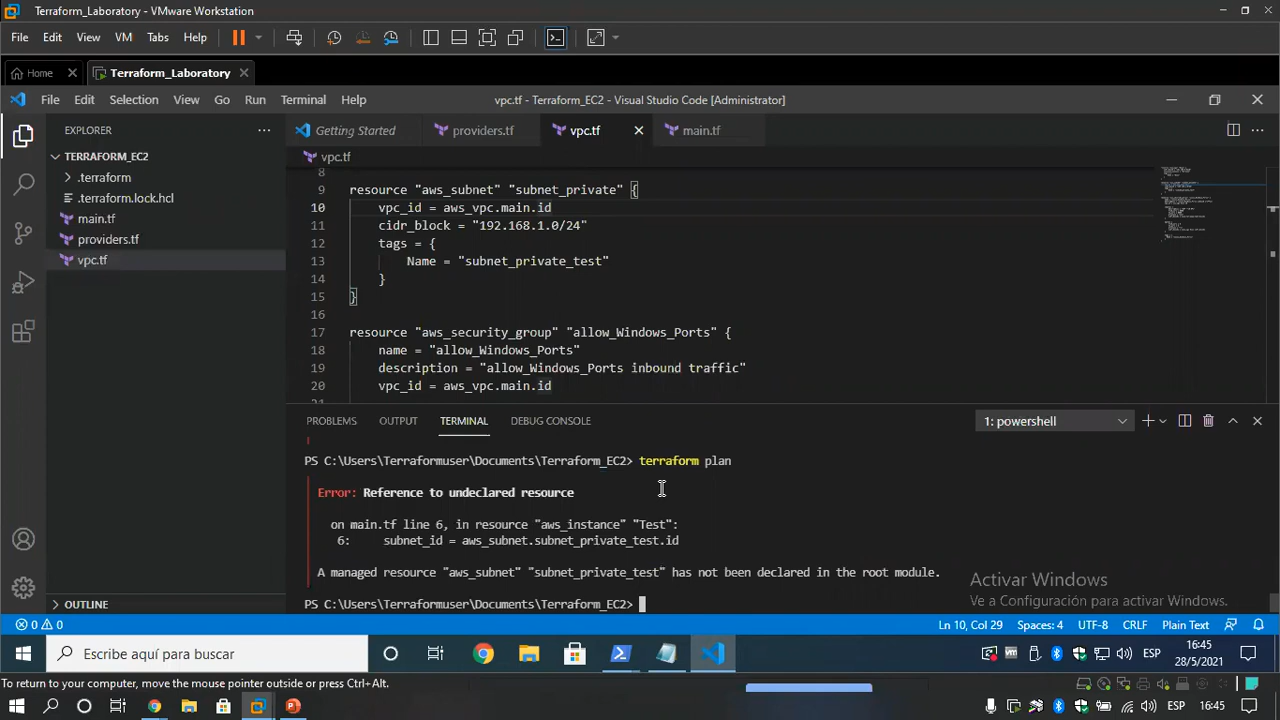 Terraform_Laboratory - VMware Workstation
File Edit View VM Tabs Help
Home Terraform_Laboratory
File Edit Selection View Go Run Terminal Help vpc.tf - Terraform_EC2 - Visual Studio Code [Administrator]
EXPLORER Getting Started providers.tf vpc.tf main.tf
TERRAFORM_EC2 vpc.tf
.terraform
.terraform.lock.hcl
main.tf
providers.tf
vpc.tf
8
9 resource "aws_subnet" "subnet_private" {
10 vpc_id = aws_vpc.main.id
11 cidr_block = "192.168.1.0/24"
12 tags = {
13 Name = "subnet_private_test"
14 }
15 }
16
17 resource "aws_security_group" "allow_Windows_Ports" {
18 name = "allow_Windows_Ports"
19 description = "allow_Windows_Ports inbound traffic"
20 vpc_id = aws_vpc.main.id
21
PROBLEMS OUTPUT TERMINAL DEBUG CONSOLE 1: powershell
PS C:\Users\Terraformuser\Documents\Terraform_EC2> terraform plan
Error: Reference to undeclared resource
on main.tf line 6, in resource "aws_instance" "Test":
6: subnet_id = aws_subnet.subnet_private_test.id
A managed resource "aws_subnet" "subnet_private_test" has not been declared in the root module.
PS C:\Users\Terraformuser\Documents\Terraform_EC2>
Activar Windows
Ve a Configuración para activar Windows.
OUTLINE
0 0 Ln 10, Col 29 Spaces: 4 UTF-8 CRLF Plain Text
Escribe aquí para buscar ESP 16:45 28/5/2021
To return to your computer, move the mouse pointer outside or press Ctrl+Alt.
ESP 16:45